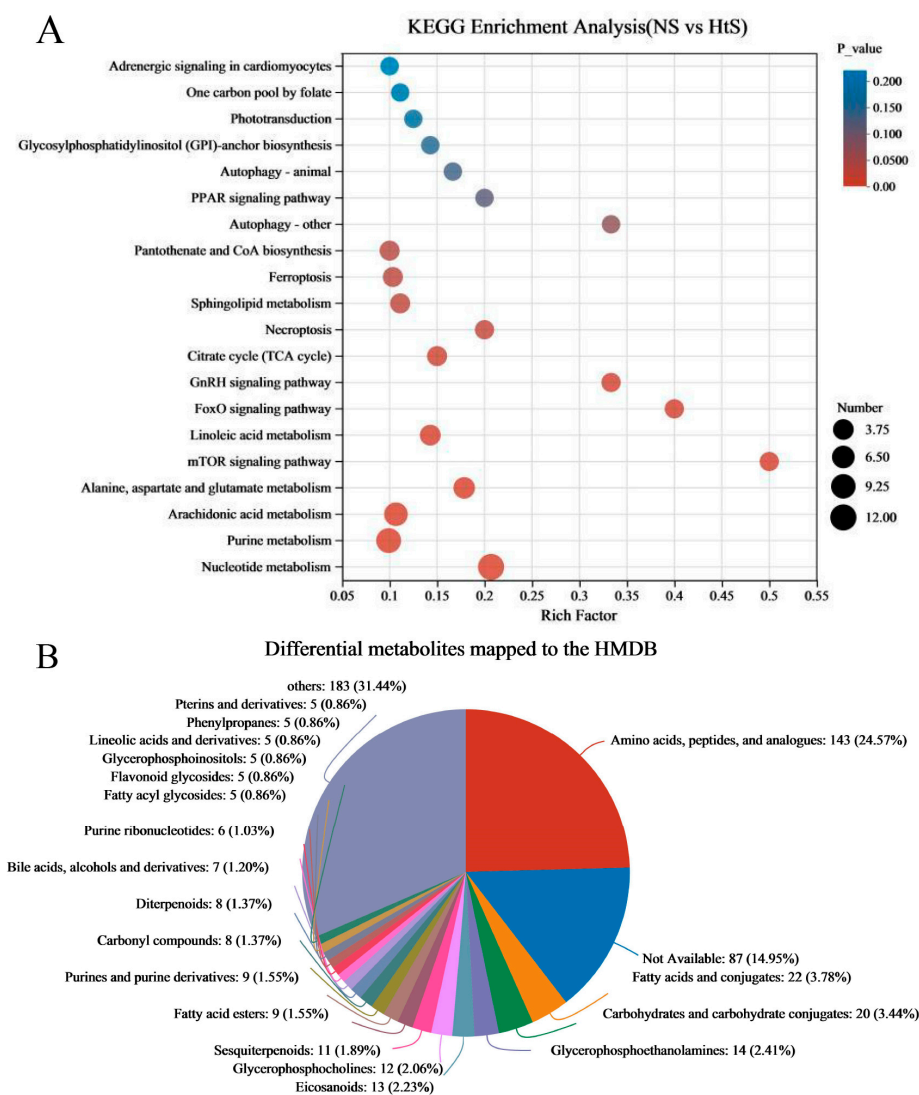 A
KEGG Enrichment Analysis(NS vs HtS)
Adrenergic signaling in cardiomyocytes
One carbon pool by folate
Phototransduction
Glycosylphosphatidylinositol (GPI)-anchor biosynthesis
Autophagy - animal
PPAR signaling pathway
Autophagy - other
Pantothenate and CoA biosynthesis
Ferroptosis
Sphingolipid metabolism
Necroptosis
Citrate cycle (TCA cycle)
GnRH signaling pathway
FoxO signaling pathway
Linoleic acid metabolism
mTOR signaling pathway
Alanine, aspartate and glutamate metabolism
Arachidonic acid metabolism
Purine metabolism
Nucleotide metabolism
0.05 0.1 0.15 0.2 0.25 0.3 0.35 0.4 0.45 0.5 0.55
Rich Factor
P_value
0.200
0.150
0.100
0.0500
0.00
Number
3.75
6.50
9.25
12.00
B
Differential metabolites mapped to the HMDB
others: 183 (31.44%)
Pterins and derivatives: 5 (0.86%)
Phenylpropanes: 5 (0.86%)
Lineolic acids and derivatives: 5 (0.86%)
Glycerophosphoinositols: 5 (0.86%)
Flavonoid glycosides: 5 (0.86%)
Fatty acyl glycosides: 5 (0.86%)
Purine ribonucleotides: 6 (1.03%)
Bile acids, alcohols and derivatives: 7 (1.20%)
Diterpenoids: 8 (1.37%)
Carbonyl compounds: 8 (1.37%)
Purines and purine derivatives: 9 (1.55%)
Fatty acid esters: 9 (1.55%)
Sesquiterpenoids: 11 (1.89%)
Glycerophosphocholines: 12 (2.06%)
Eicosanoids: 13 (2.23%)
Amino acids, peptides, and analogues: 143 (24.57%)
Not Available: 87 (14.95%)
Fatty acids and conjugates: 22 (3.78%)
Carbohydrates and carbohydrate conjugates: 20 (3.44%)
Glycerophosphoethanolamines: 14 (2.41%)